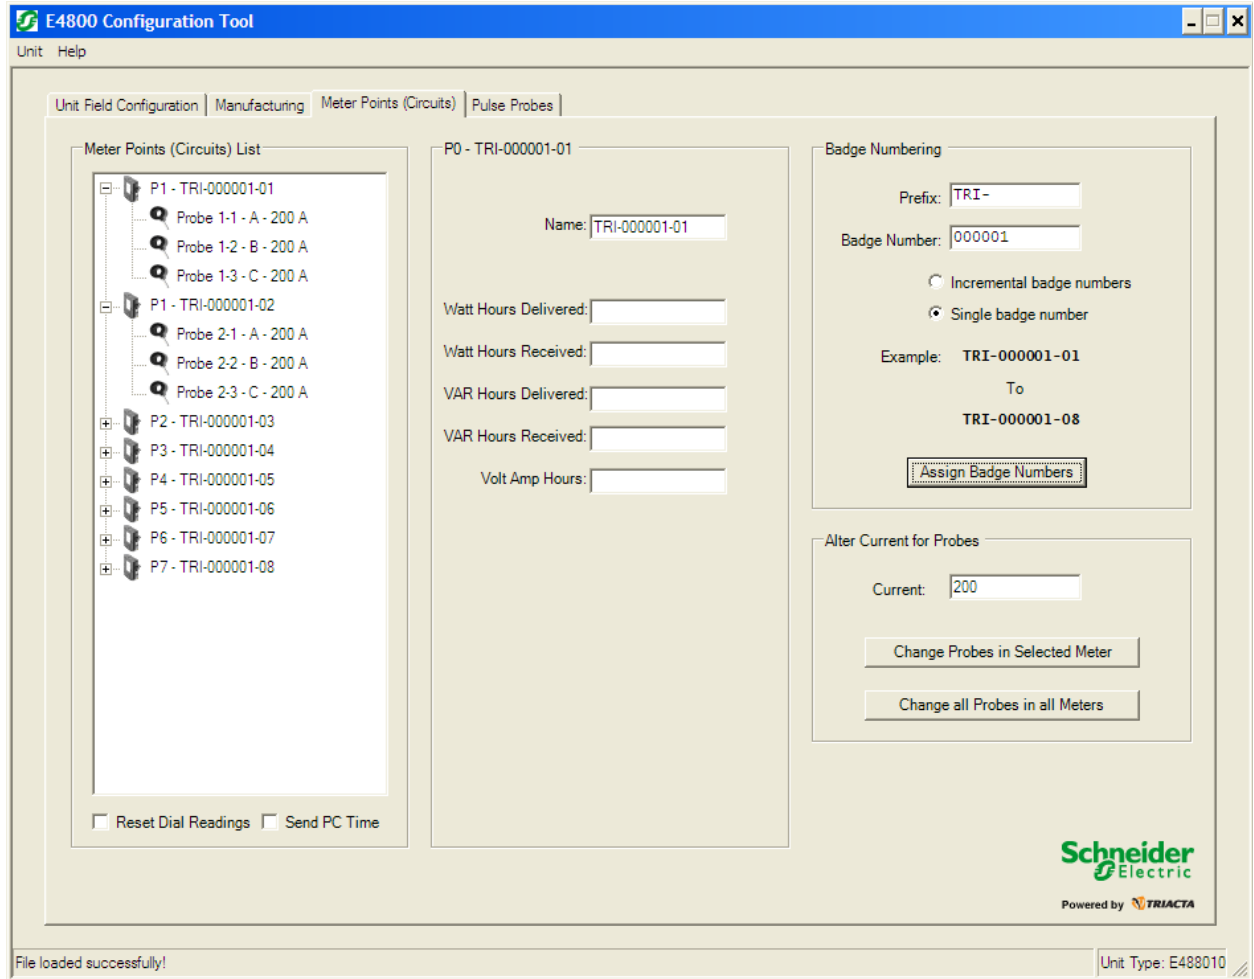 E4800 Configuration Tool
Unit Help
Unit Field Configuration Manufacturing Meter Points (Circuits) Pulse Probes
Meter Points (Circuits) List
P1 - TRI-000001-01
Probe 1-1 - A - 200 A
Probe 1-2 - B - 200 A
Probe 1-3 - C - 200 A
P1 - TRI-000001-02
Probe 2-1 - A - 200 A
Probe 2-2 - B - 200 A
Probe 2-3 - C - 200 A
P2 - TRI-000001-03
P3 - TRI-000001-04
P4 - TRI-000001-05
P5 - TRI-000001-06
P6 - TRI-000001-07
P7 - TRI-000001-08
Reset Dial Readings Send PC Time
P0 - TRI-000001-01
Name: TRI-000001-01
Watt Hours Delivered:
Watt Hours Received:
VAR Hours Delivered:
VAR Hours Received:
Volt Amp Hours:
Badge Numbering
Prefix: TRI-
Badge Number: 000001
Incremental badge numbers
Single badge number
Example: TRI-000001-01
To
TRI-000001-08
Assign Badge Numbers
Alter Current for Probes
Current: 200
Change Probes in Selected Meter
Change all Probes in all Meters
Schneider
Electric
Powered by TRIACTA
File loaded successfully! Unit Type: E488010